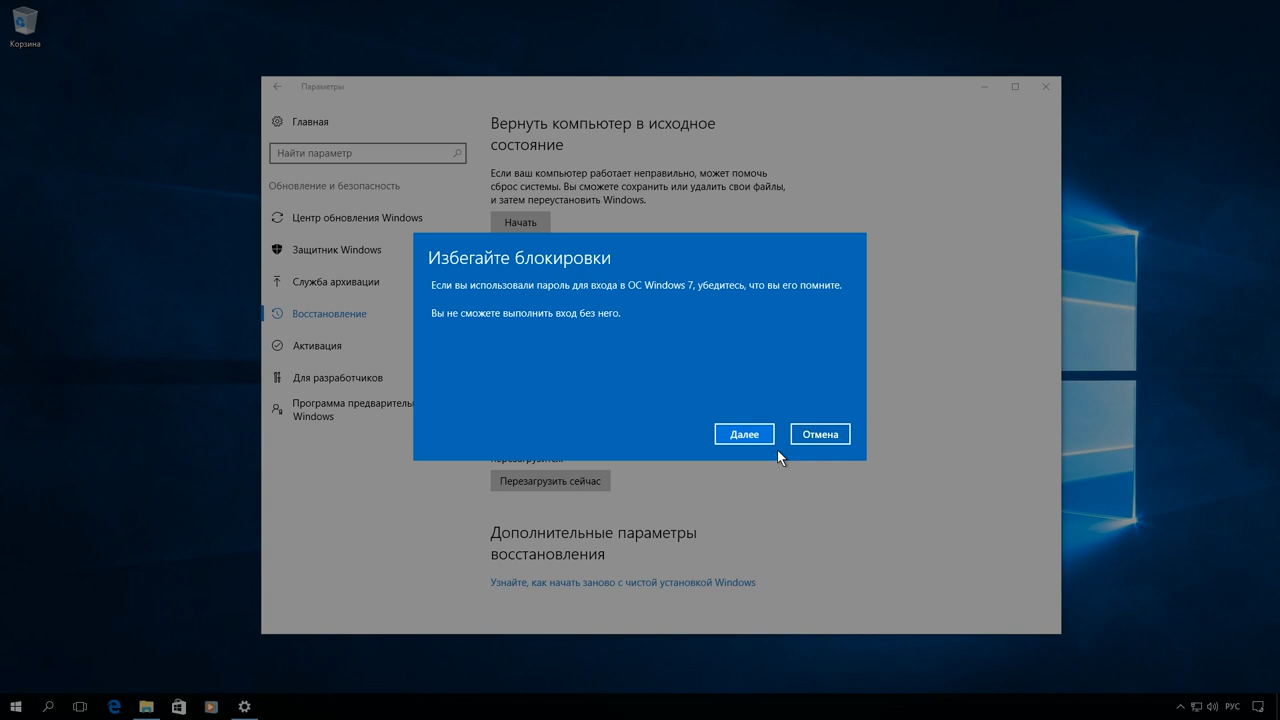 Корзина
Параметры
Главная
Найти параметр
Обновление и безопасность
Центр обновления Windows
Защитник Windows
Служба архивации
Восстановление
Активация
Для разработчиков
Программа предварительн
Windows
Вернуть компьютер в исходное
состояние
Если ваш компьютер работает неправильно, может помочь
сброс системы. Вы сможете сохранить или удалить свои файлы,
и затем переустановить Windows.
Начать
Избегайте блокировки
Если вы использовали пароль для входа в ОС Windows 7, убедитесь, что вы его помните.
Вы не сможете выполнить вход без него.
Далее
Отмена
Перезагрузить сейчас
Дополнительные параметры
восстановления
Узнайте, как начать заново с чистой установкой Windows
РУС